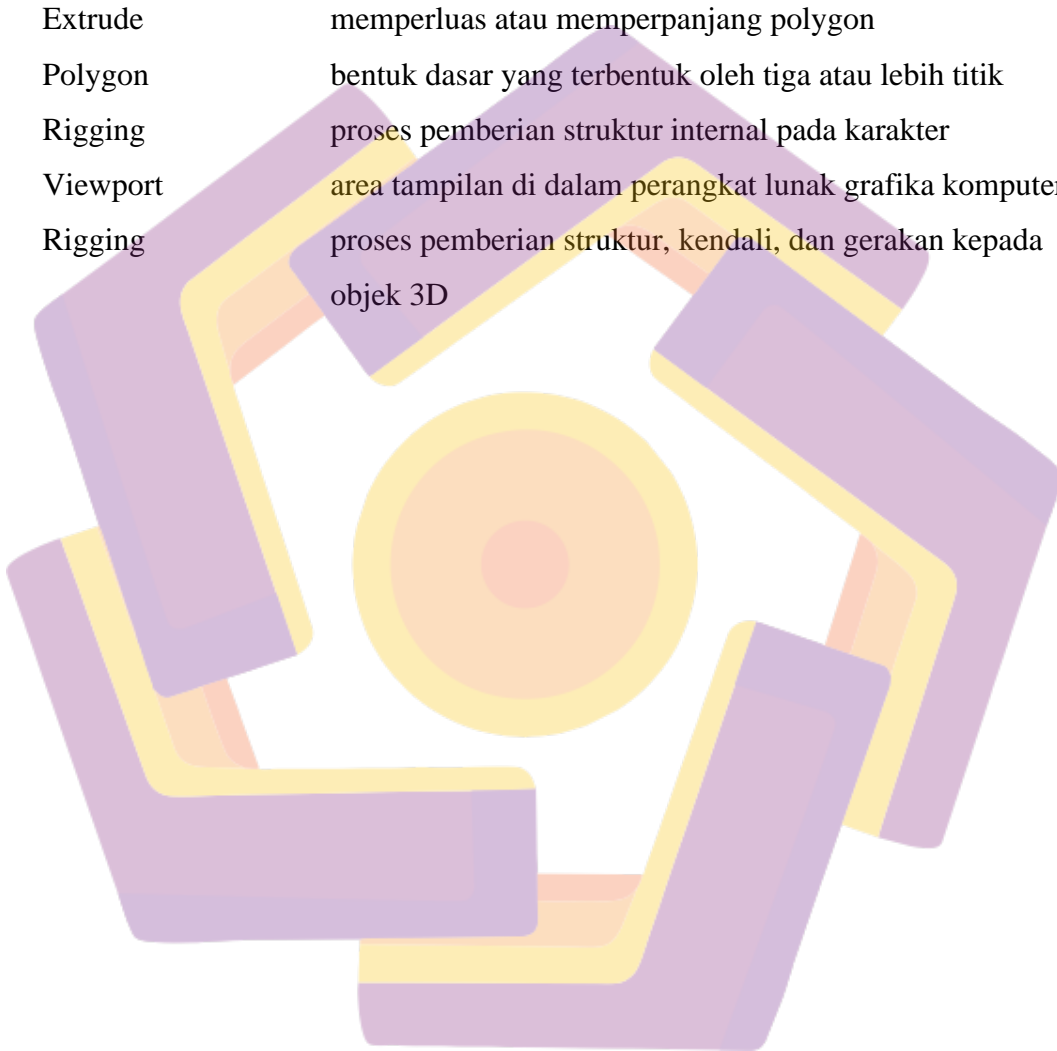 Extrude memperluas atau memperpanjang polygon
Polygon bentuk dasar yang terbentuk oleh tiga atau lebih titik
Rigging proses pemberian struktur internal pada karakter
Viewport area tampilan di dalam perangkat lunak grafika komputer
Rigging proses pemberian struktur, kendali, dan gerakan kepada
objek 3D